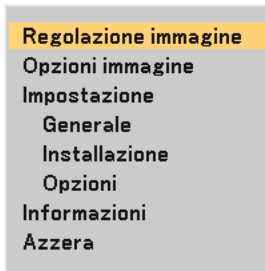 Regolazione immagine
Opzioni immagine
Impostazione
Generale
Installazione
Opzioni
Informazioni
Azzera